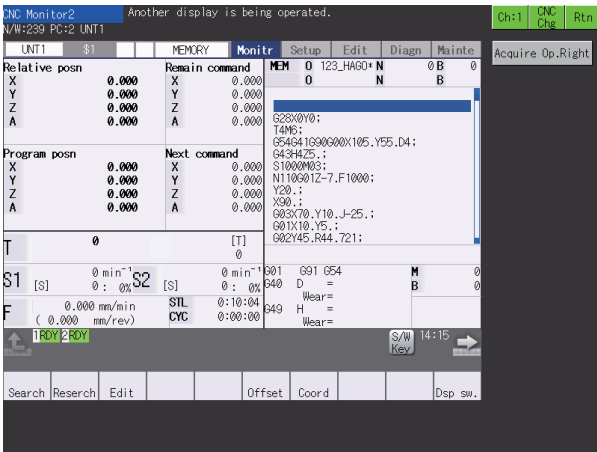 CNC Monitor2 Another display is being operated.
N/W:239 PC:2 UNT1
Ch:1 CNC Chg Rtn
UNT1 $1 MEMORY Monitr Setup Edit Diagn Mainte
Acquire Op.Right
Relative posn Remain command MEM O 123_HAGO* N 0 B 0
X 0.000 X 0.000 O N B
Y 0.000 Y 0.000
Z 0.000 Z 0.000
A 0.000 A 0.000
G28X0Y0;
T4M6;
G54G41G90G00X105.Y55.D4;
Program posn Next command G43H4Z5.;
X 0.000 X 0.000 S1000M03;
Y 0.000 Y 0.000 N110G01Z-7.F1000;
Z 0.000 Z 0.000 Y20.;
A 0.000 A 0.000 X90.;
G03X70.Y10.J-25.;
G01X10.Y5.;
G02Y45.R44.721;
T 0 [T]
0
S1 [S] 0 min⁻¹ S2 [S] 0 min⁻¹ G01 G91 G54 M 0
0 : 0% 0 : 0% G40 D = B 0
Wear=
F 0.000 mm/min STL 0:10:04 G49 H =
( 0.000 mm/rev) CYC 0:00:00 Wear=
1 RDY 2 RDY S/W Key 14:15
Search Reserch Edit Offset Coord Dsp sw.